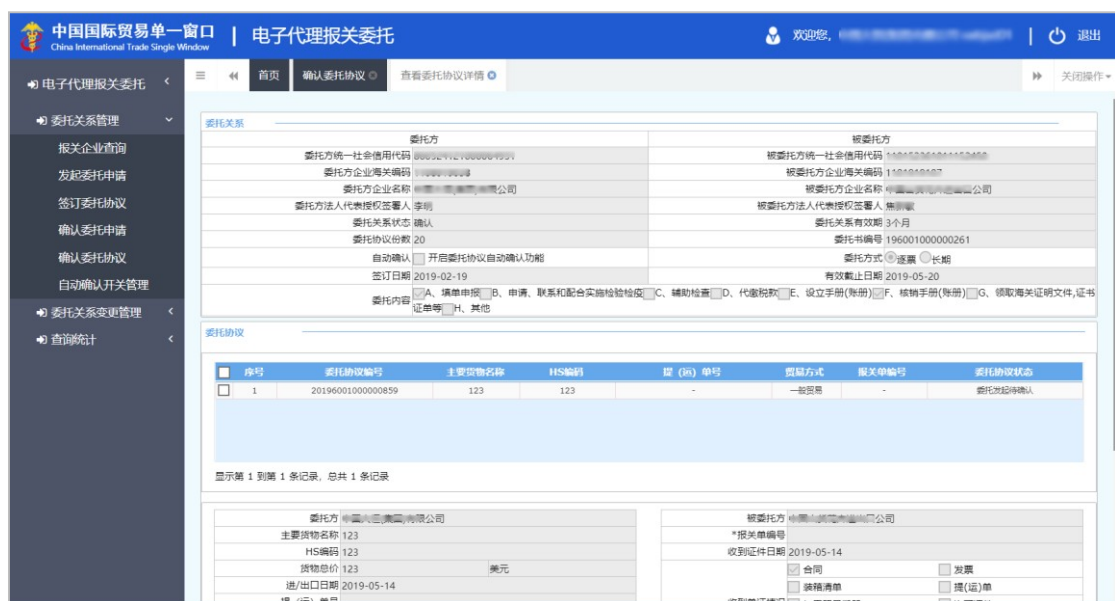 中国国际贸易单一窗口 | 电子代理报关委托 欢迎您, | 退出
China International Trade Single Window
电子代理报关委托 首页 确认委托协议 查看委托协议详情 关闭操作
委托关系管理
报关企业查询
发起委托申请
签订委托协议
确认委托申请
确认委托协议
自动确认开关管理
委托关系变更管理
查询统计
委托关系
委托方 被委托方
委托方统一社会信用代码 被委托方统一社会信用代码
委托方企业海关编码 被委托方企业海关编码
委托方企业名称 公司 被委托方企业名称 公司
委托方法人代表授权签署人 李明 被委托方法人代表授权签署人
委托关系状态 确认 委托关系有效期 3个月
委托协议份数 20 委托书编号 196001000000261
自动确认 开启委托协议自动确认功能 委托方式 逐票 长期
签订日期 2019-02-19 有效截止日期 2019-05-20
委托内容 A、填单申报 B、申请、联系和配合实施检验检疫 C、辅助检查 D、代缴税款 E、设立手册(账册) F、核销手册(账册) G、领取海关证明文件,证书
证单等 H、其他
委托协议
序号 委托协议编号 主要货物名称 HS编码 提（运）单号 贸易方式 报关单编号 委托协议状态
1 20196001000000859 123 123 - 一般贸易 - 委托发起待确认
显示第 1 到第 1 条记录，总共 1 条记录
委托方 有限公司 被委托方 公司
主要货物名称 123 *报关单编号
HS编码 123 收到证件日期 2019-05-14
货物总价 123 美元 合同 发票
进/出口日期 2019-05-14 装箱清单 提(运)单